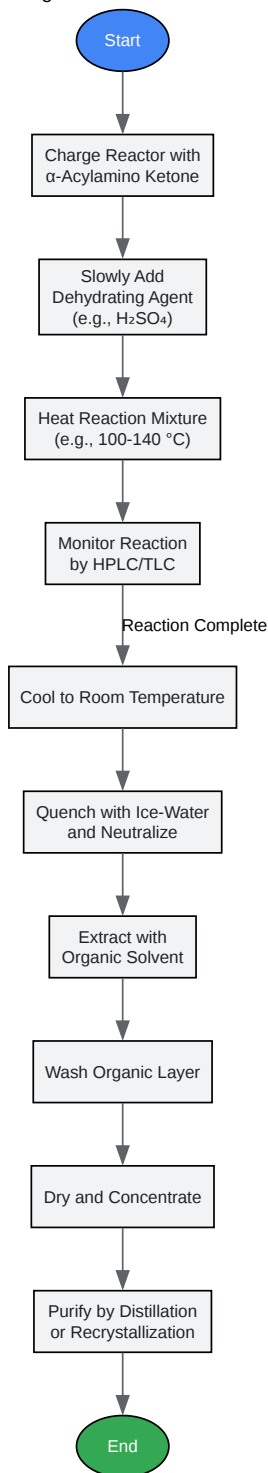 Start
Charge Reactor with
α-Acylamino Ketone
Slowly Add
Dehydrating Agent
(e.g., H₂SO₄)
Heat Reaction Mixture
(e.g., 100-140 °C)
Monitor Reaction
by HPLC/TLC
Reaction Complete
Cool to Room Temperature
Quench with Ice-Water
and Neutralize
Extract with
Organic Solvent
Wash Organic Layer
Dry and Concentrate
Purify by Distillation
or Recrystallization
End